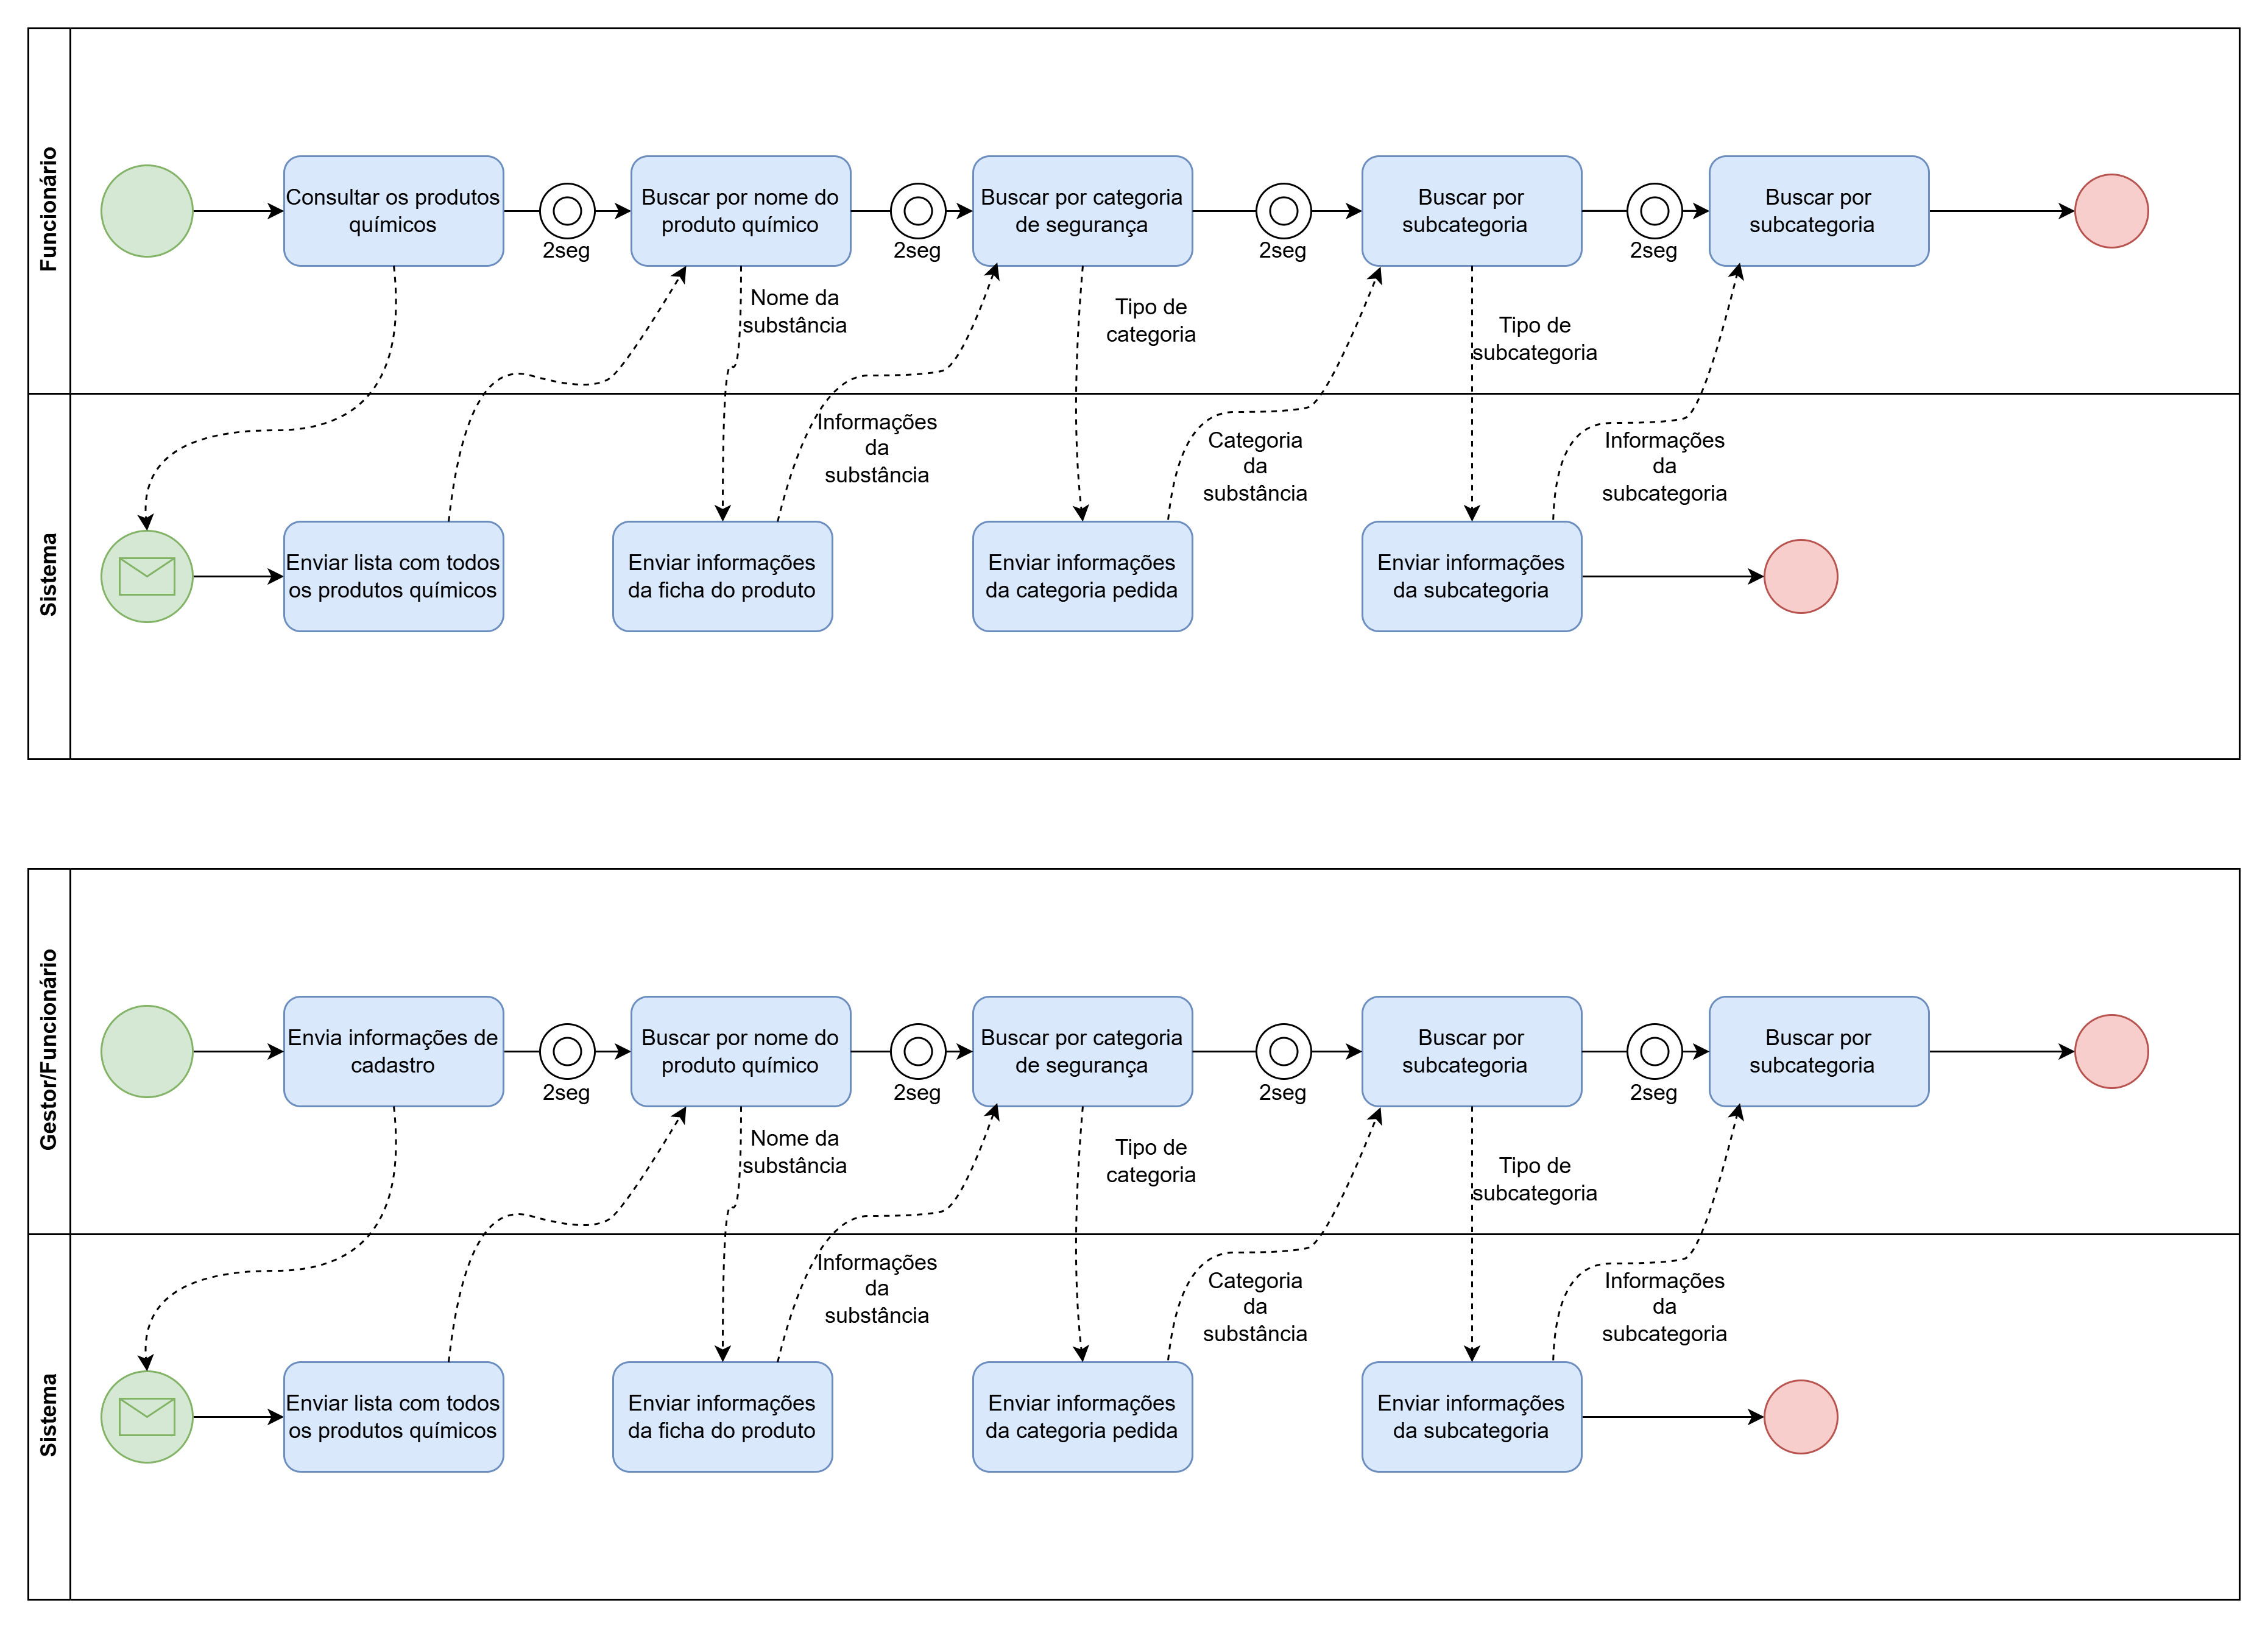 Funcionário
Consultar os produtos
químicos
2seg
Buscar por nome do
produto químico
2seg
Buscar por categoria
de segurança
2seg
Buscar por
subcategoria
2seg
Buscar por
subcategoria
Nome da
substância
Tipo de
categoria
Tipo de
subcategoria
Sistema
Informações
da
substância
Categoria
da
substância
Informações
da
subcategoria
Enviar lista com todos
os produtos químicos
Enviar informações
da ficha do produto
Enviar informações
da categoria pedida
Enviar informações
da subcategoria
Gestor/Funcionário
Envia informações de
cadastro
2seg
Buscar por nome do
produto químico
2seg
Buscar por categoria
de segurança
2seg
Buscar por
subcategoria
2seg
Buscar por
subcategoria
Nome da
substância
Tipo de
categoria
Tipo de
subcategoria
Sistema
Informações
da
substância
Categoria
da
substância
Informações
da
subcategoria
Enviar lista com todos
os produtos químicos
Enviar informações
da ficha do produto
Enviar informações
da categoria pedida
Enviar informações
da subcategoria